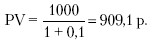 PV = 1000 / (1 + 0,1) = 909,1 р.